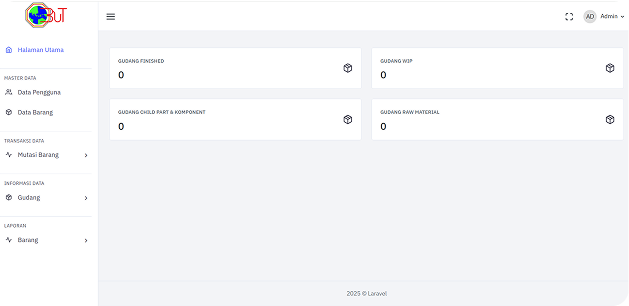 BUT
Halaman Utama
MASTER DATA
Data Pengguna
Data Barang
TRANSAKSI DATA
Mutasi Barang
INFORMASI DATA
Gudang
LAPORAN
Barang
AD Admin
GUDANG FINISHED
0
GUDANG WIP
0
GUDANG CHILD PART & KOMPONENT
0
GUDANG RAW MATERIAL
0
2025 © Laravel